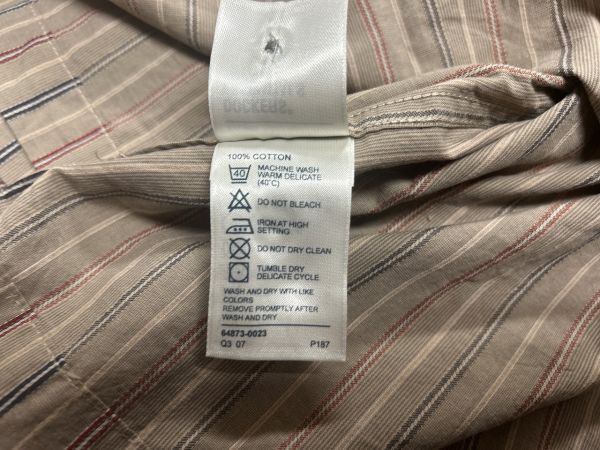 DOCKERS®
100% COTTON
40
MACHINE WASH
WARM DELICATE
(40°C)
DO NOT BLEACH
IRON AT HIGH
SETTING
DO NOT DRY CLEAN
TUMBLE DRY
DELICATE CYCLE
WASH AND DRY WITH LIKE
COLORS
REMOVE PROMPTLY AFTER
WASH AND DRY.
64873-0023
Q3 07 P187